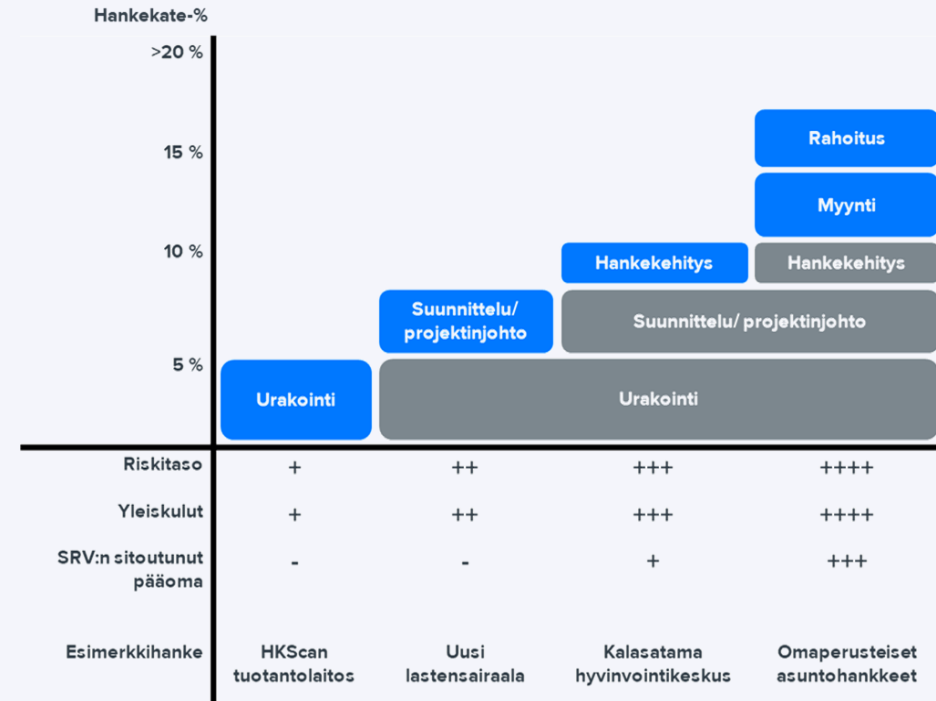 Hankekate-%
>20 %
15 %
10 %
5 %
Rahoitus
Myynti
Hankekehitys
Hankekehitys
Suunnittelu/
projektinjohto
Suunnittelu/ projektinjohto
Urakointi
Urakointi
Riskitaso + ++ +++ ++++
Yleiskulut + ++ +++ ++++
SRV:n sitoutunut
pääoma - - + +++
Esimerkkihanke
HKScan
tuotantolaitos
Uusi
lastensairaala
Kalasatama
hyvinvointikeskus
Omaperusteiset
asuntohankkeet